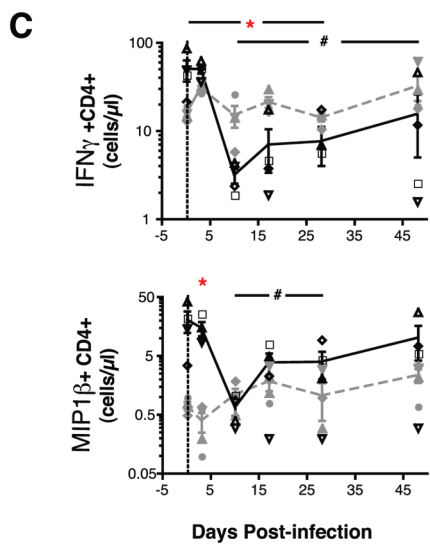 C
*
#
100
10
1
IFNγ +CD4+
(cells/µl)
-5 5 15 25 35 45
*
#
50
5
0.5
0.05
MIP1β+ CD4+
(cells/µl)
-5 5 15 25 35 45
Days Post-infection